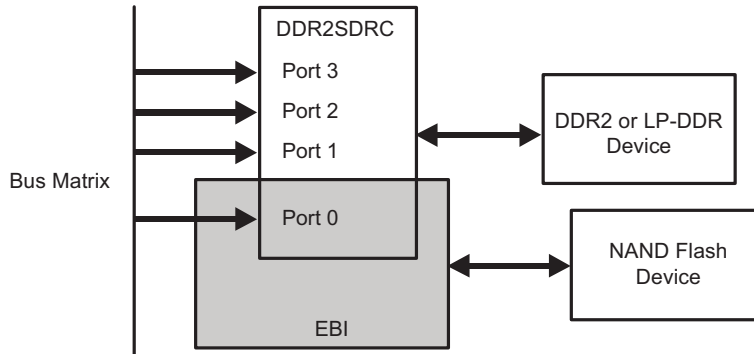 DDR2SDRC
Port 3
Port 2
Port 1
Port 0
Bus Matrix
EBI
DDR2 or LP-DDR
Device
NAND Flash
Device